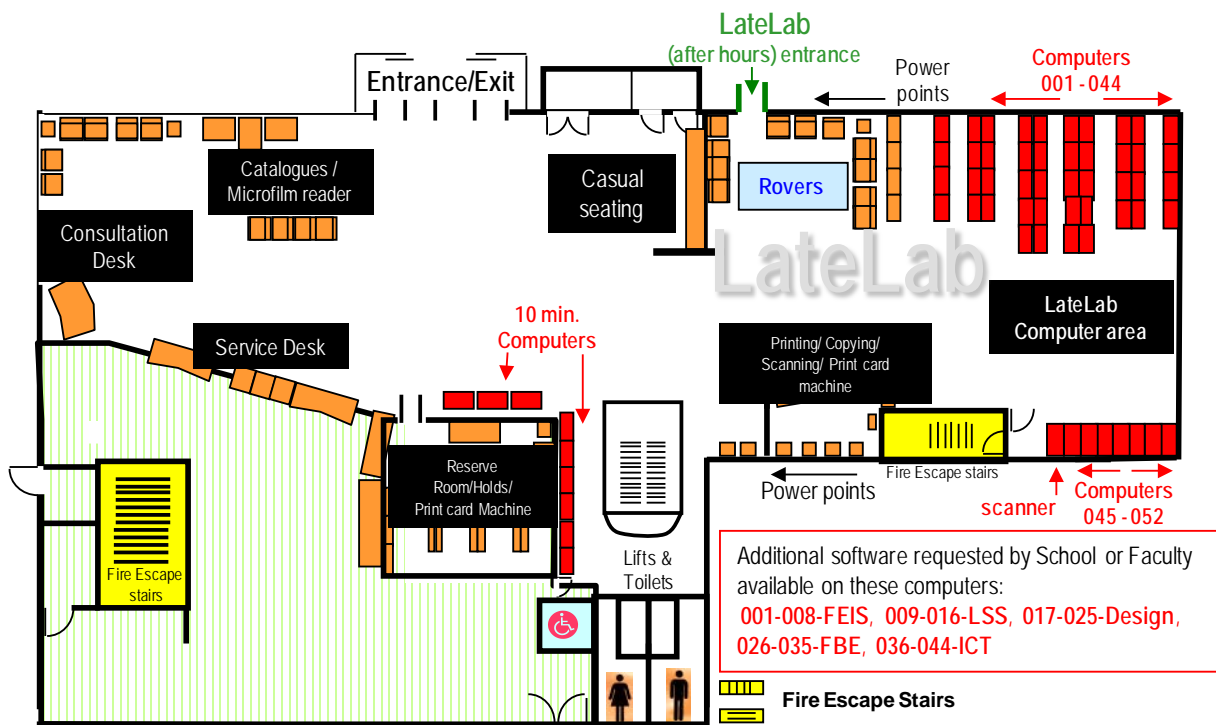 LateLab
(after hours) entrance
Entrance/Exit
Power
points
Computers
001 - 044
Catalogues /
Microfilm reader
Casual
seating
Rovers
Consultation
Desk
LateLab
LateLab
Computer area
10 min.
Computers
Service Desk
Printing/ Copying/
Scanning/ Print card
machine
Reserve
Room/Holds/
Print card Machine
Fire Escape stairs
Power points
scanner
Computers
045 - 052
Lifts &
Toilets
Fire Escape
stairs
Additional software requested by School or Faculty
available on these computers:
001-008-FEIS, 009-016-LSS, 017-025-Design,
026-035-FBE, 036-044-ICT
Fire Escape Stairs